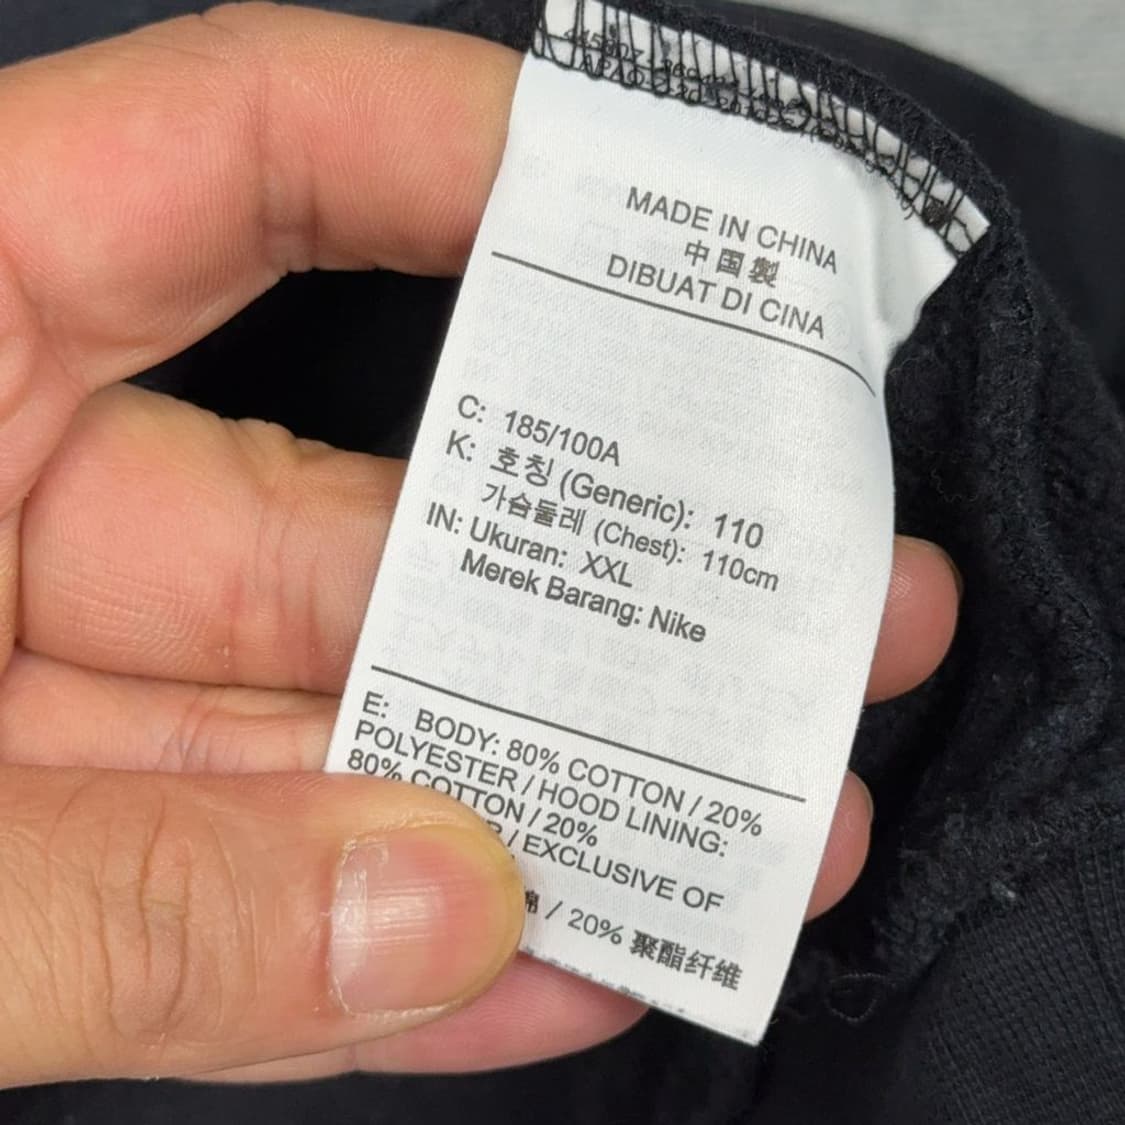 MADE IN CHINA
中国製
DIBUAT DI CINA
C: 185/100A
K: 호칭 (Generic): 110
가슴둘레 (Chest): 110cm
IN: Ukuran: XXL
Merek Barang: Nike
E: BODY: 80% COTTON / 20%
POLYESTER / HOOD LINING:
80% COTTON / 20%
/ EXCLUSIVE OF
/ 20% 聚酯纤维